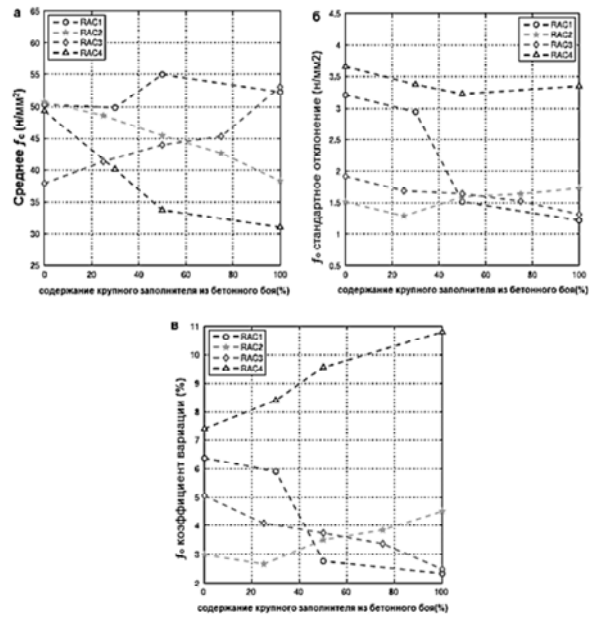 а
65
60
55
50
45
40
35
30
25
RAC1
RAC2
RAC3
RAC4
Среднее fc (н/мм²)
0 20 40 60 80 100
содержание крупного заполнителя из бетонного боя(%)
б
4,5
4
3,5
3
2,5
2
1,5
1
0,5
RAC1
RAC2
RAC3
RAC4
fc стандартное отклонение (н/мм2)
0 20 40 60 80 100
содержание крупного заполнителя из бетонного боя(%)
в
11
10
9
8
7
6
5
4
3
2
RAC1
RAC2
RAC3
RAC4
fc коэффициент вариации (%)
0 20 40 60 80 100
содержание крупного заполнителя из бетонного боя(%)